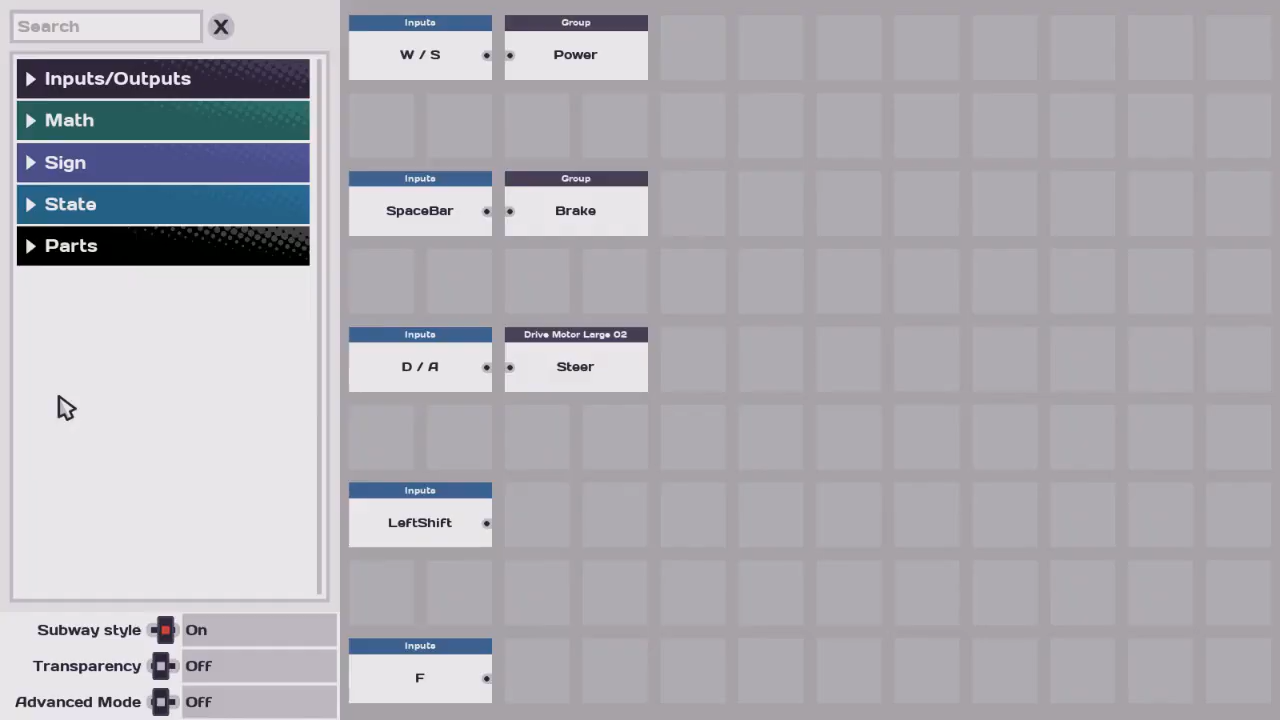 Search
X
Inputs/Outputs
Math
Sign
State
Parts
Subway style On
Transparency Off
Advanced Mode Off
Inputs
W / S
Group
Power
Inputs
SpaceBar
Group
Brake
Inputs
D / A
Drive Motor Large 02
Steer
Inputs
LeftShift
Inputs
F